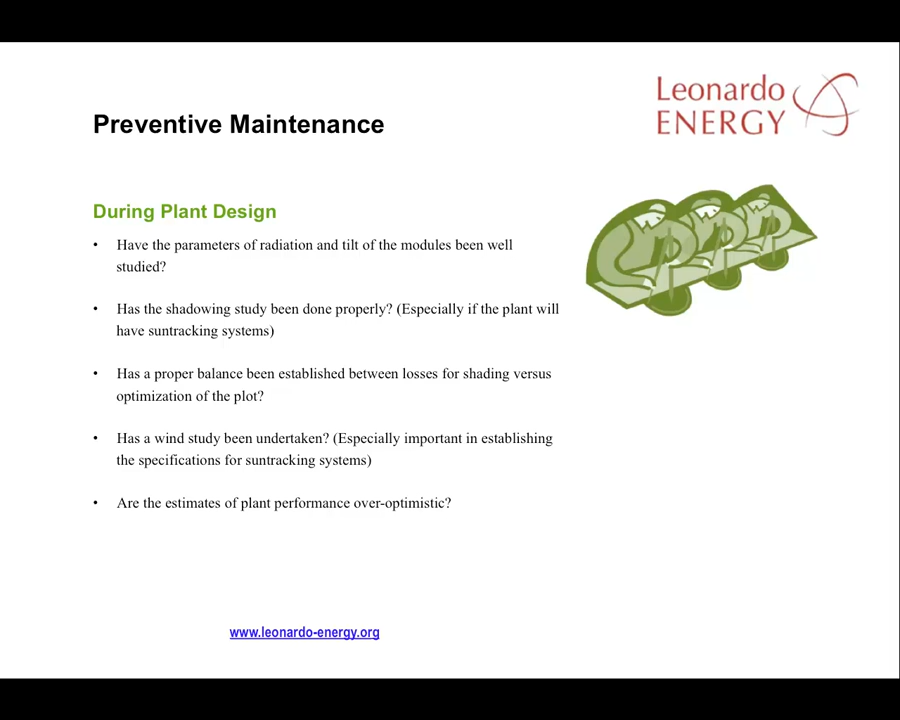 Leonardo
ENERGY
Preventive Maintenance
During Plant Design
• Have the parameters of radiation and tilt of the modules been well
studied?
• Has the shadowing study been done properly? (Especially if the plant will
have suntracking systems)
• Has a proper balance been established between losses for shading versus
optimization of the plot?
• Has a wind study been undertaken? (Especially important in establishing
the specifications for suntracking systems)
• Are the estimates of plant performance over-optimistic?
www.leonardo-energy.org